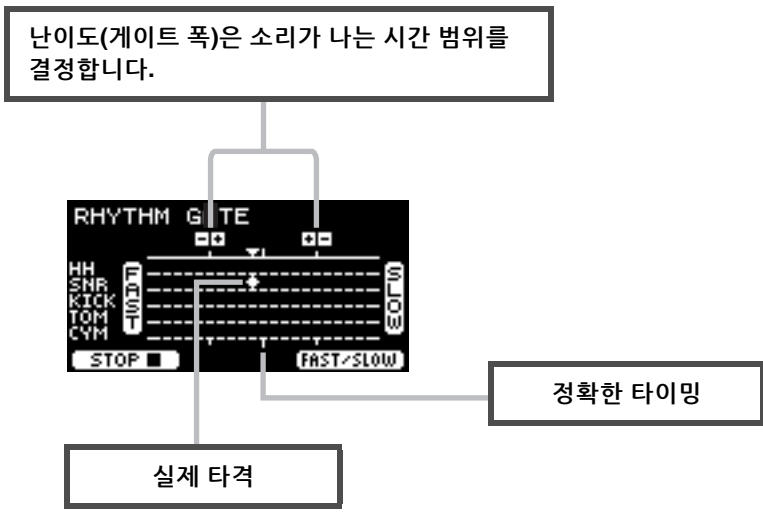 난이도(게이트 폭)은 소리가 나는 시간 범위를
결정합니다.
RHYTHM G TE
HH
SNR
KICK
TOM
CYM
FAST
SLOW
STOP
FAST/SLOW
정확한 타이밍
실제 타격